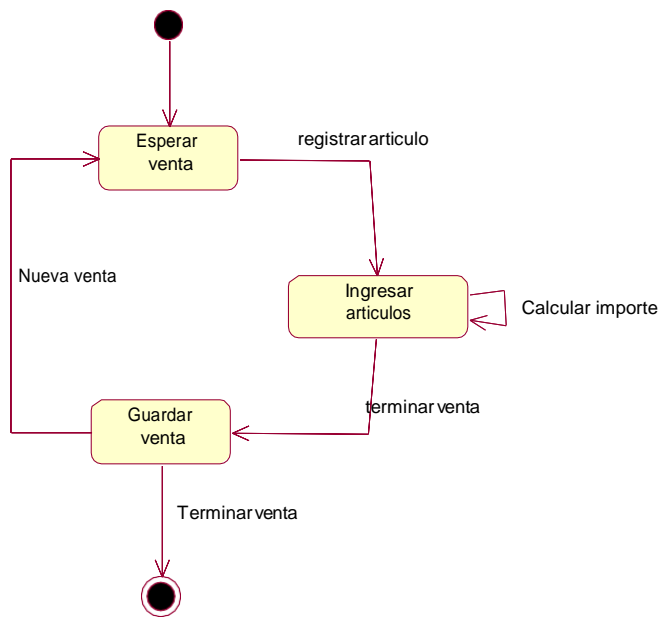 Esperar
venta
registrar articulo
Nueva venta
Ingresar
articulos
Calcular importe
terminar venta
Guardar
venta
Terminar venta